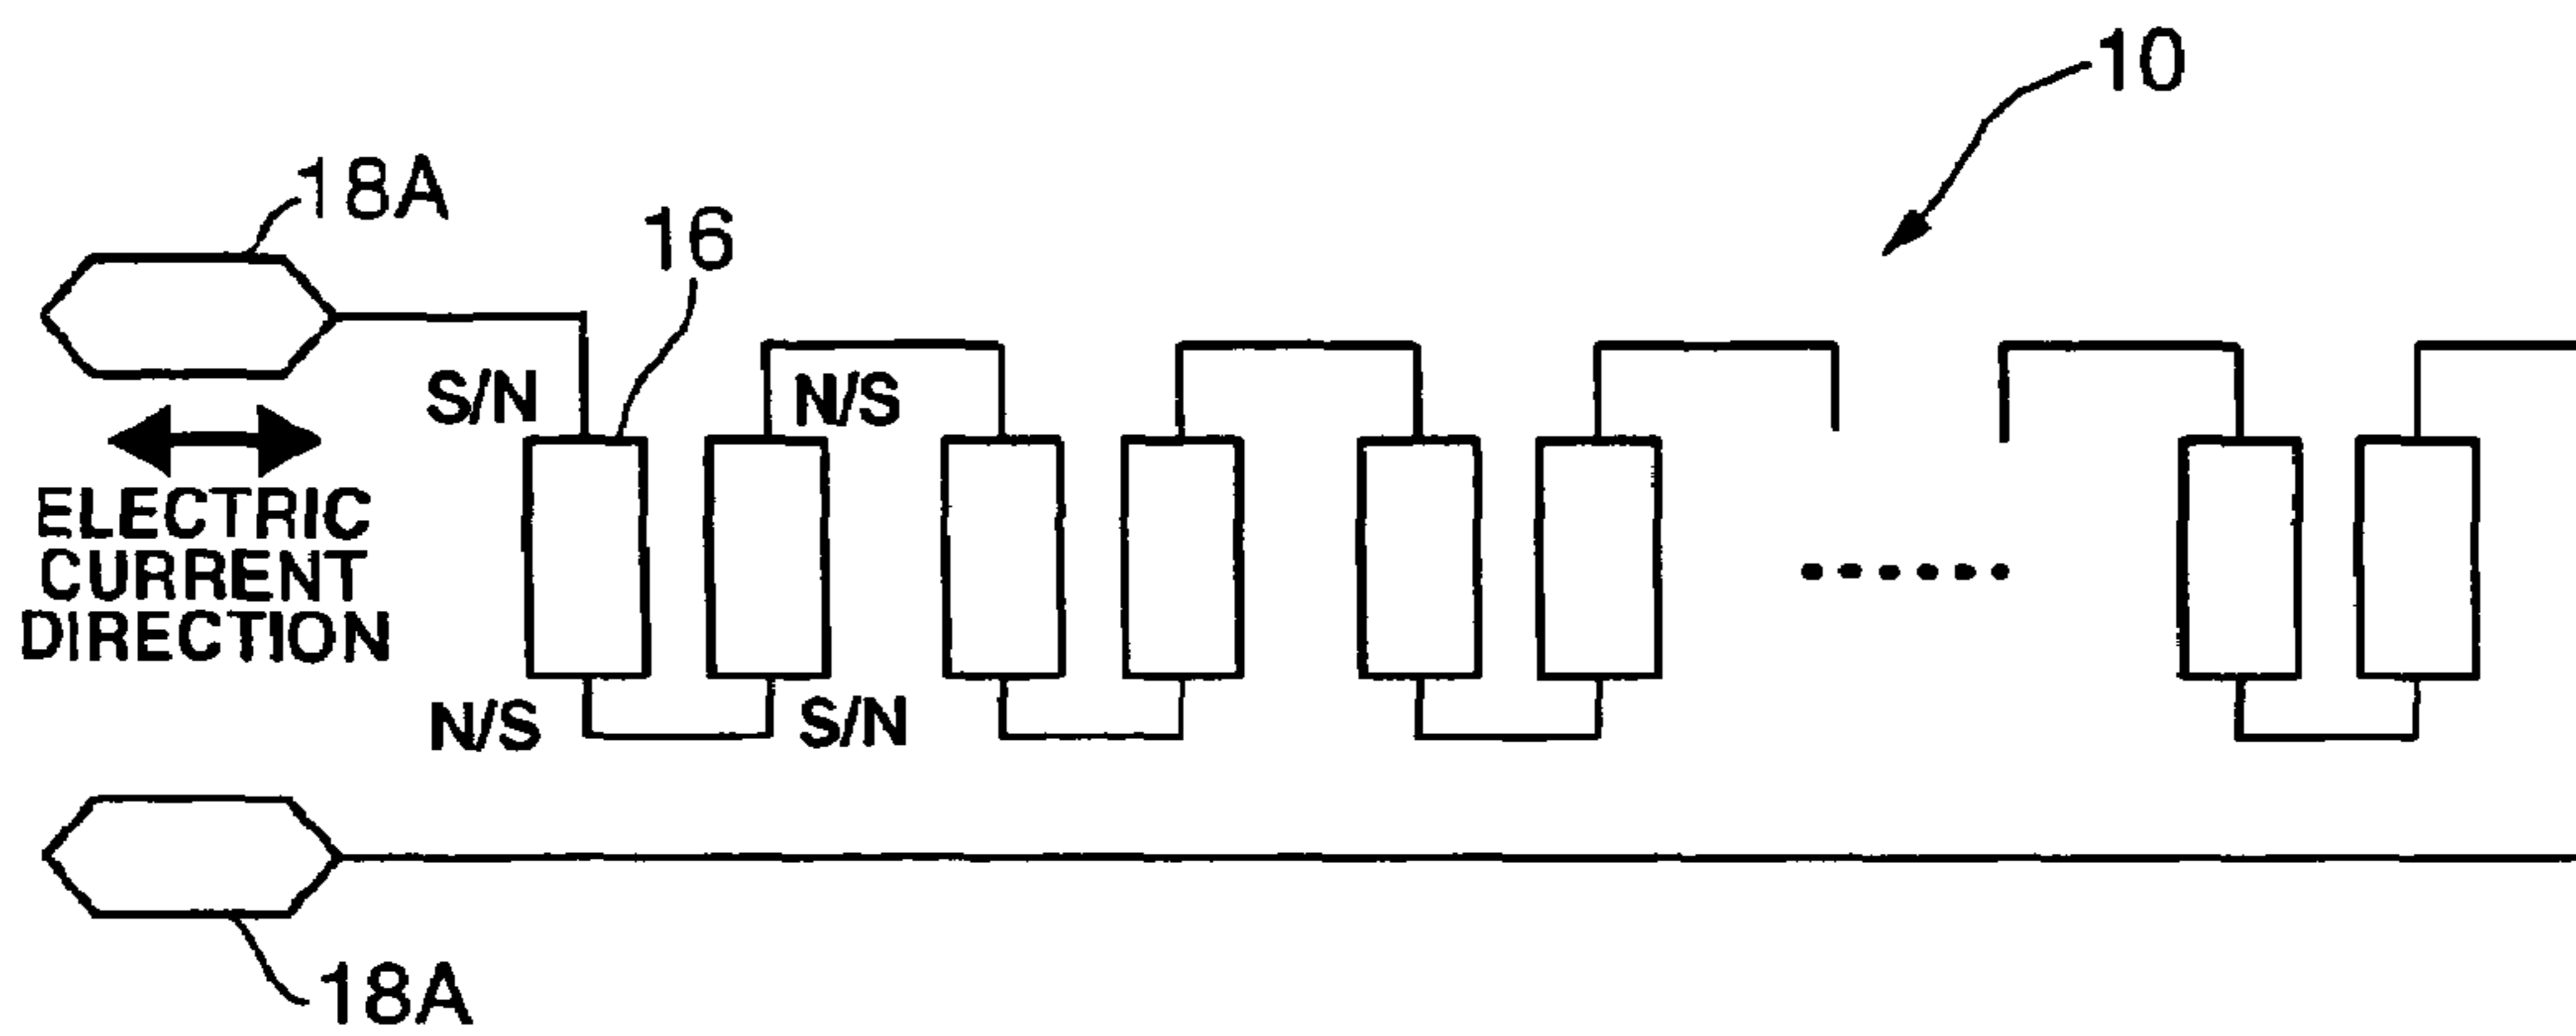 10
18A
16
S/N
N/S
ELECTRIC
CURRENT
DIRECTION
N/S
S/N
18A